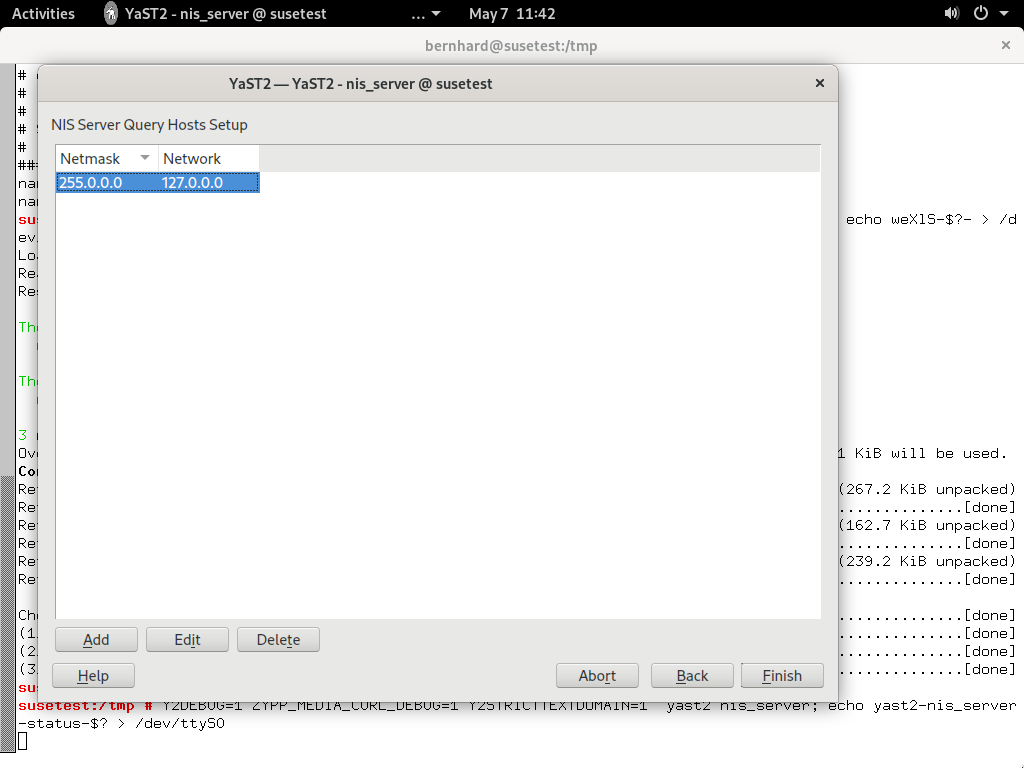 Activities YaST2 - nis_server @ susetest ... May 7 11:42
bernhard@susetest:/tmp
YaST2 — YaST2 - nis_server @ susetest
NIS Server Query Hosts Setup
Netmask Network
255.0.0.0 127.0.0.0
#
#
#
#
#
echo weXlS-$?- > /d
3
KiB will be used.
(267.2 KiB unpacked)
..............[done]
(162.7 KiB unpacked)
..............[done]
(239.2 KiB unpacked)
..............[done]
..............[done]
(1 ..............[done]
(2 ..............[done]
(3 ..............[done]
Add Edit Delete
Help Abort Back Finish
susetest:/tmp # Y2DEBUG=1 ZYPP_MEDIA_CURL_DEBUG=1 Y2STRICTTEXTDOMAIN=1 yast2 nis_server; echo yast2-nis_server
-status-$? > /dev/ttyS0